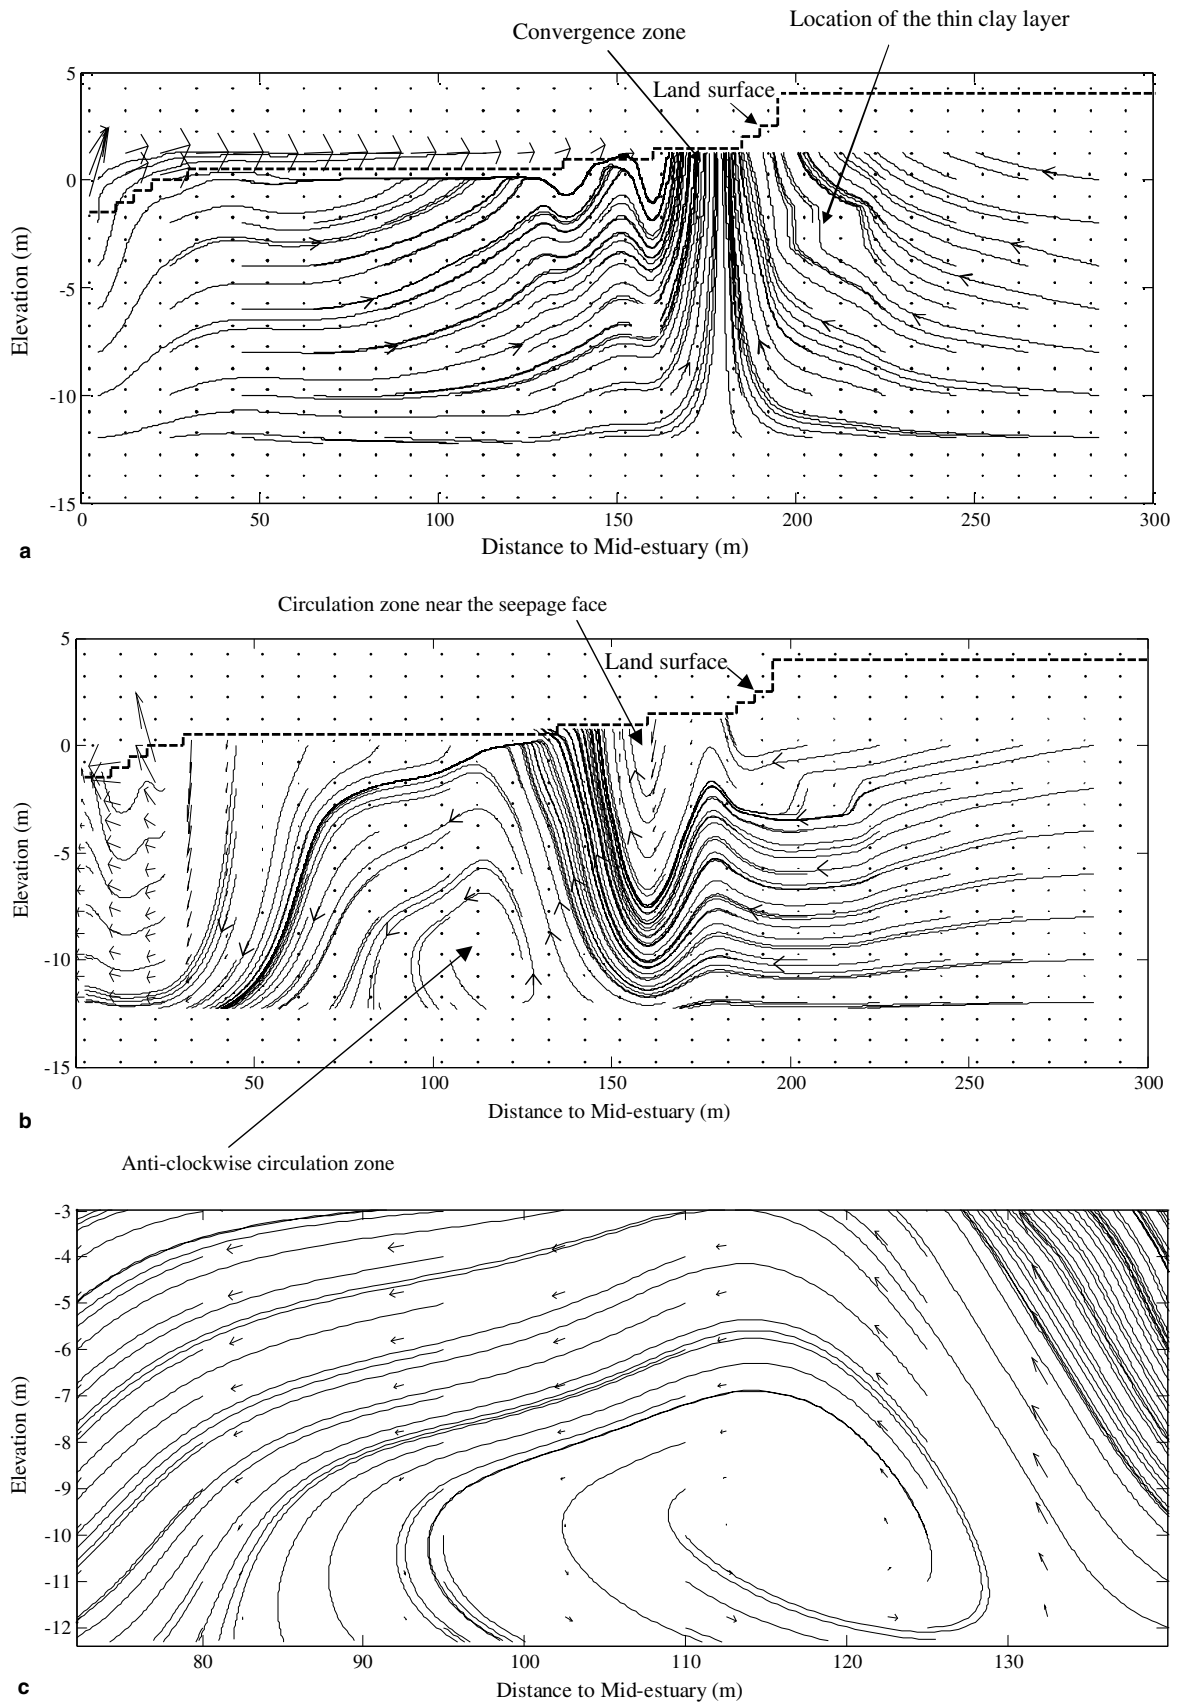 Location of the thin clay layer
Convergence zone
Land surface
5
0
-5
-10
-15
Elevation (m)
0 50 100 150 200 250 300
Distance to Mid-estuary (m)
a
Circulation zone near the seepage face
Land surface
5
0
-5
-10
-15
Elevation (m)
0 50 100 150 200 250 300
Distance to Mid-estuary (m)
b
Anti-clockwise circulation zone
-3
-4
-5
-6
-7
-8
-9
-10
-11
-12
Elevation (m)
80 90 100 110 120 130
Distance to Mid-estuary (m)
c